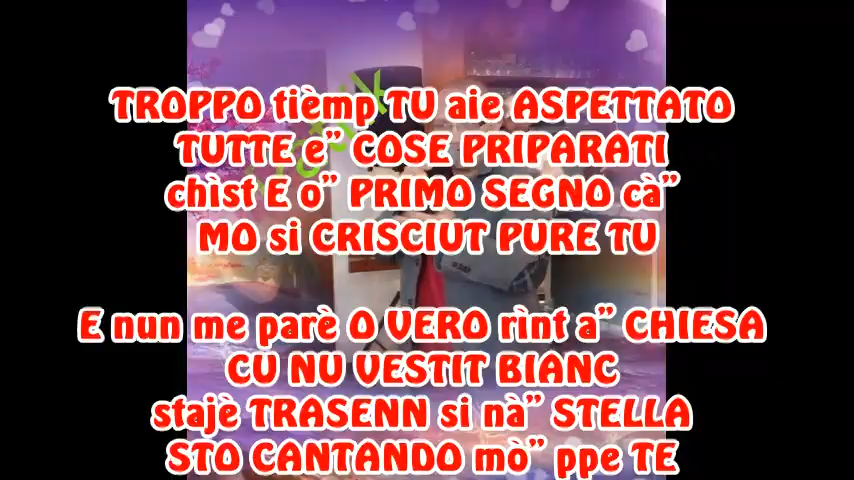 TROPPO tièmp TU aie ASPETTATO
TUTTE e” COSE PRIPARATI
chìst E o” PRIMO SEGNO cà”
MO si CRISCIUT PURE TU
E nun me parè O VERO rìnt a” CHIESA
CU NU VESTIT BIANC
stajè TRASENN si nà” STELLA
STO CANTANDO mò” ppe TE